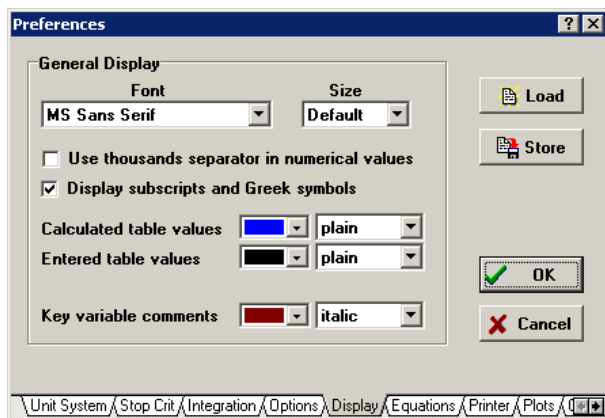 Preferences
General Display
Font Size
MS Sans Serif Default
Load
Store
Use thousands separator in numerical values
Display subscripts and Greek symbols
Calculated table values plain
Entered table values plain
Key variable comments italic
OK
Cancel
Unit System Stop Crit Integration Options Display Equations Printer Plots